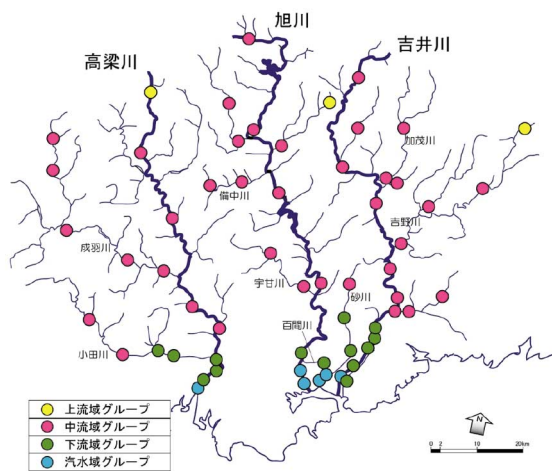 旭川
吉井川
高梁川
加茂川
備中川
吉野川
成羽川
宇甘川
砂川
百間川
小田川
上流域グループ
中流域グループ
下流域グループ
汽水域グループ
N
0 2 10 20km